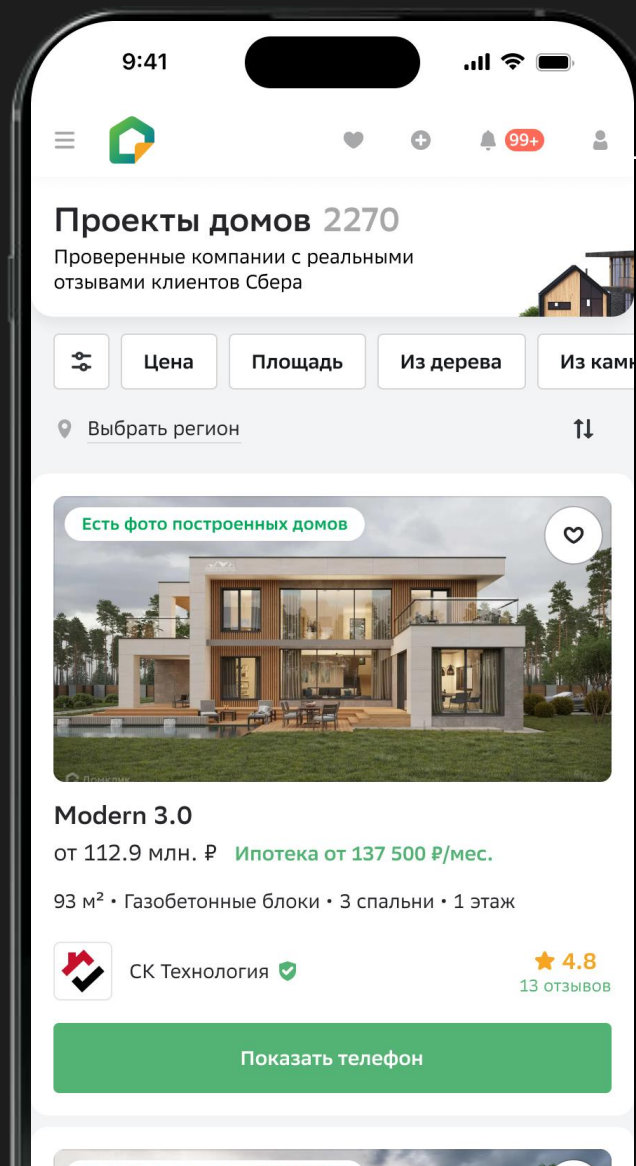 9:41
99+
Проекты домов 2270
Проверенные компании с реальными
отзывами клиентов Сбера
Цена
Площадь
Из дерева
Из
Выбрать регион
Есть фото построенных домов
Домклик
Modern 3.0
от 112.9 млн. ₽ Ипотека от 137 500 ₽/мес.
93 м² • Газобетонные блоки • 3 спальни • 1 этаж
СК Технология
4.8
13 отзывов
Показать телефон